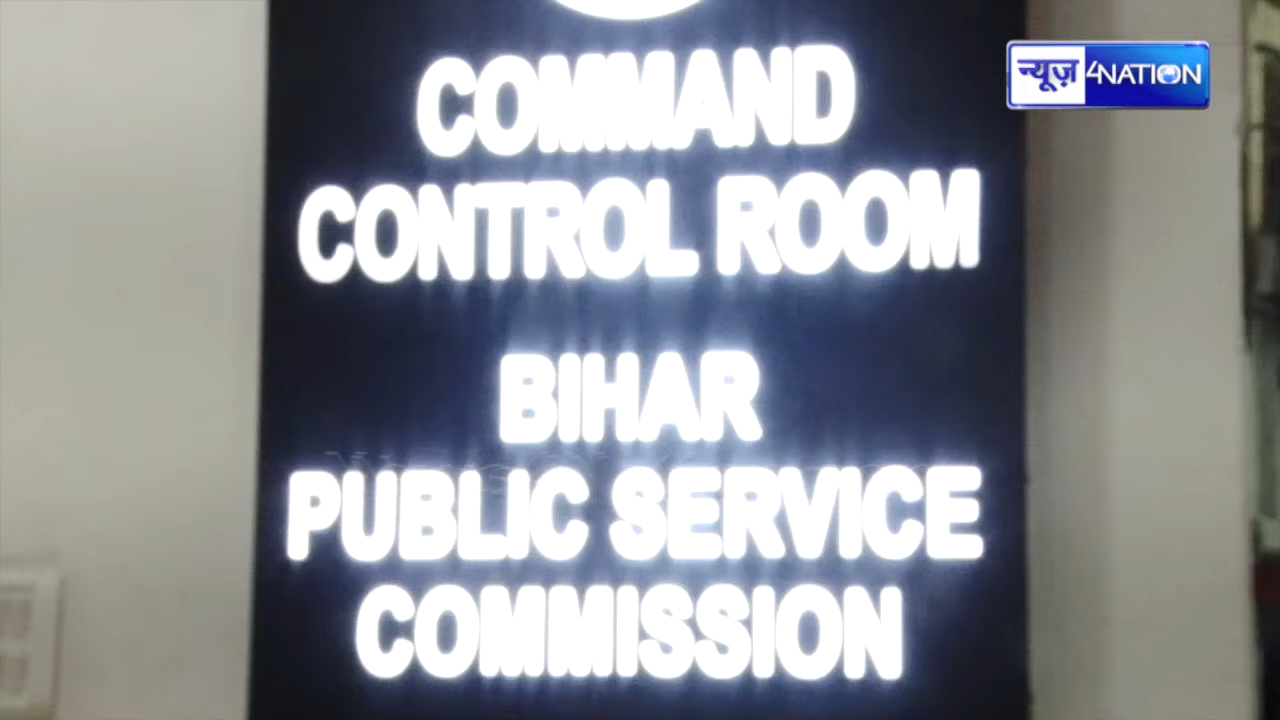 COMMAND
CONTROL ROOM
BIHAR
PUBLIC SERVICE
COMMISSION
न्यूज़ 4NATION